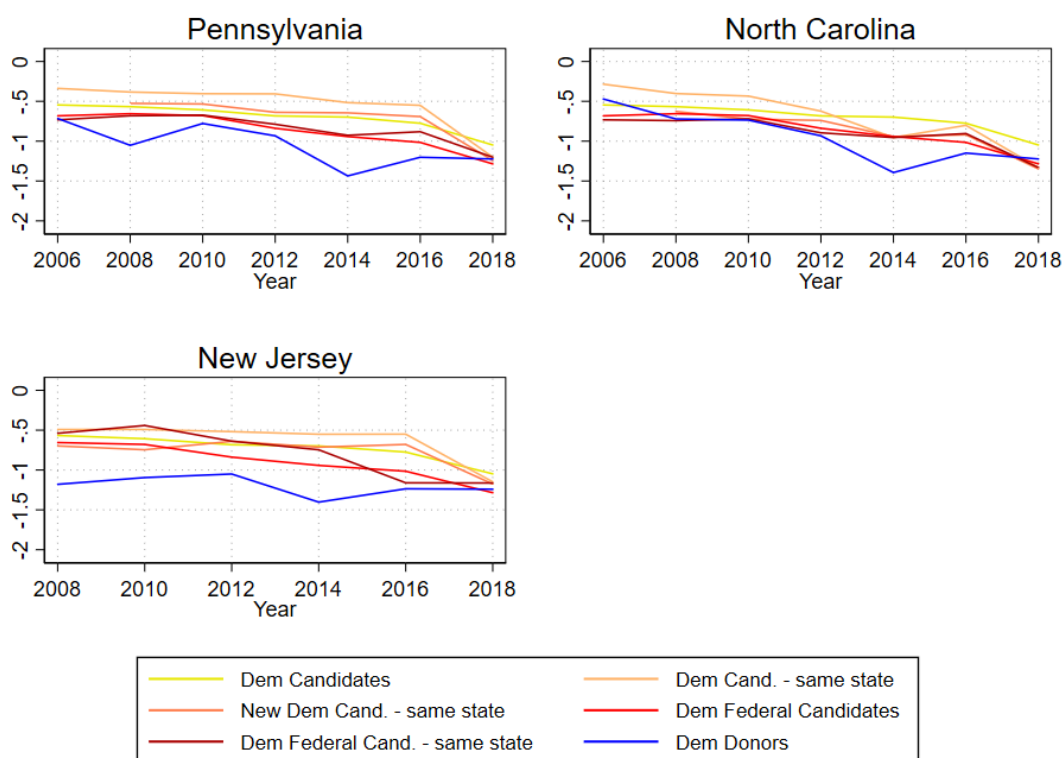 Pennsylvania
0
-.5
-1
-1.5
-2
2006 2008 2010 2012 2014 2016 2018
Year
North Carolina
0
-.5
-1
-1.5
-2
2006 2008 2010 2012 2014 2016 2018
Year
New Jersey
0
-.5
-1
-1.5
-2
2008 2010 2012 2014 2016 2018
Year
Dem Candidates
Dem Cand. - same state
New Dem Cand. - same state
Dem Federal Candidates
Dem Federal Cand. - same state
Dem Donors